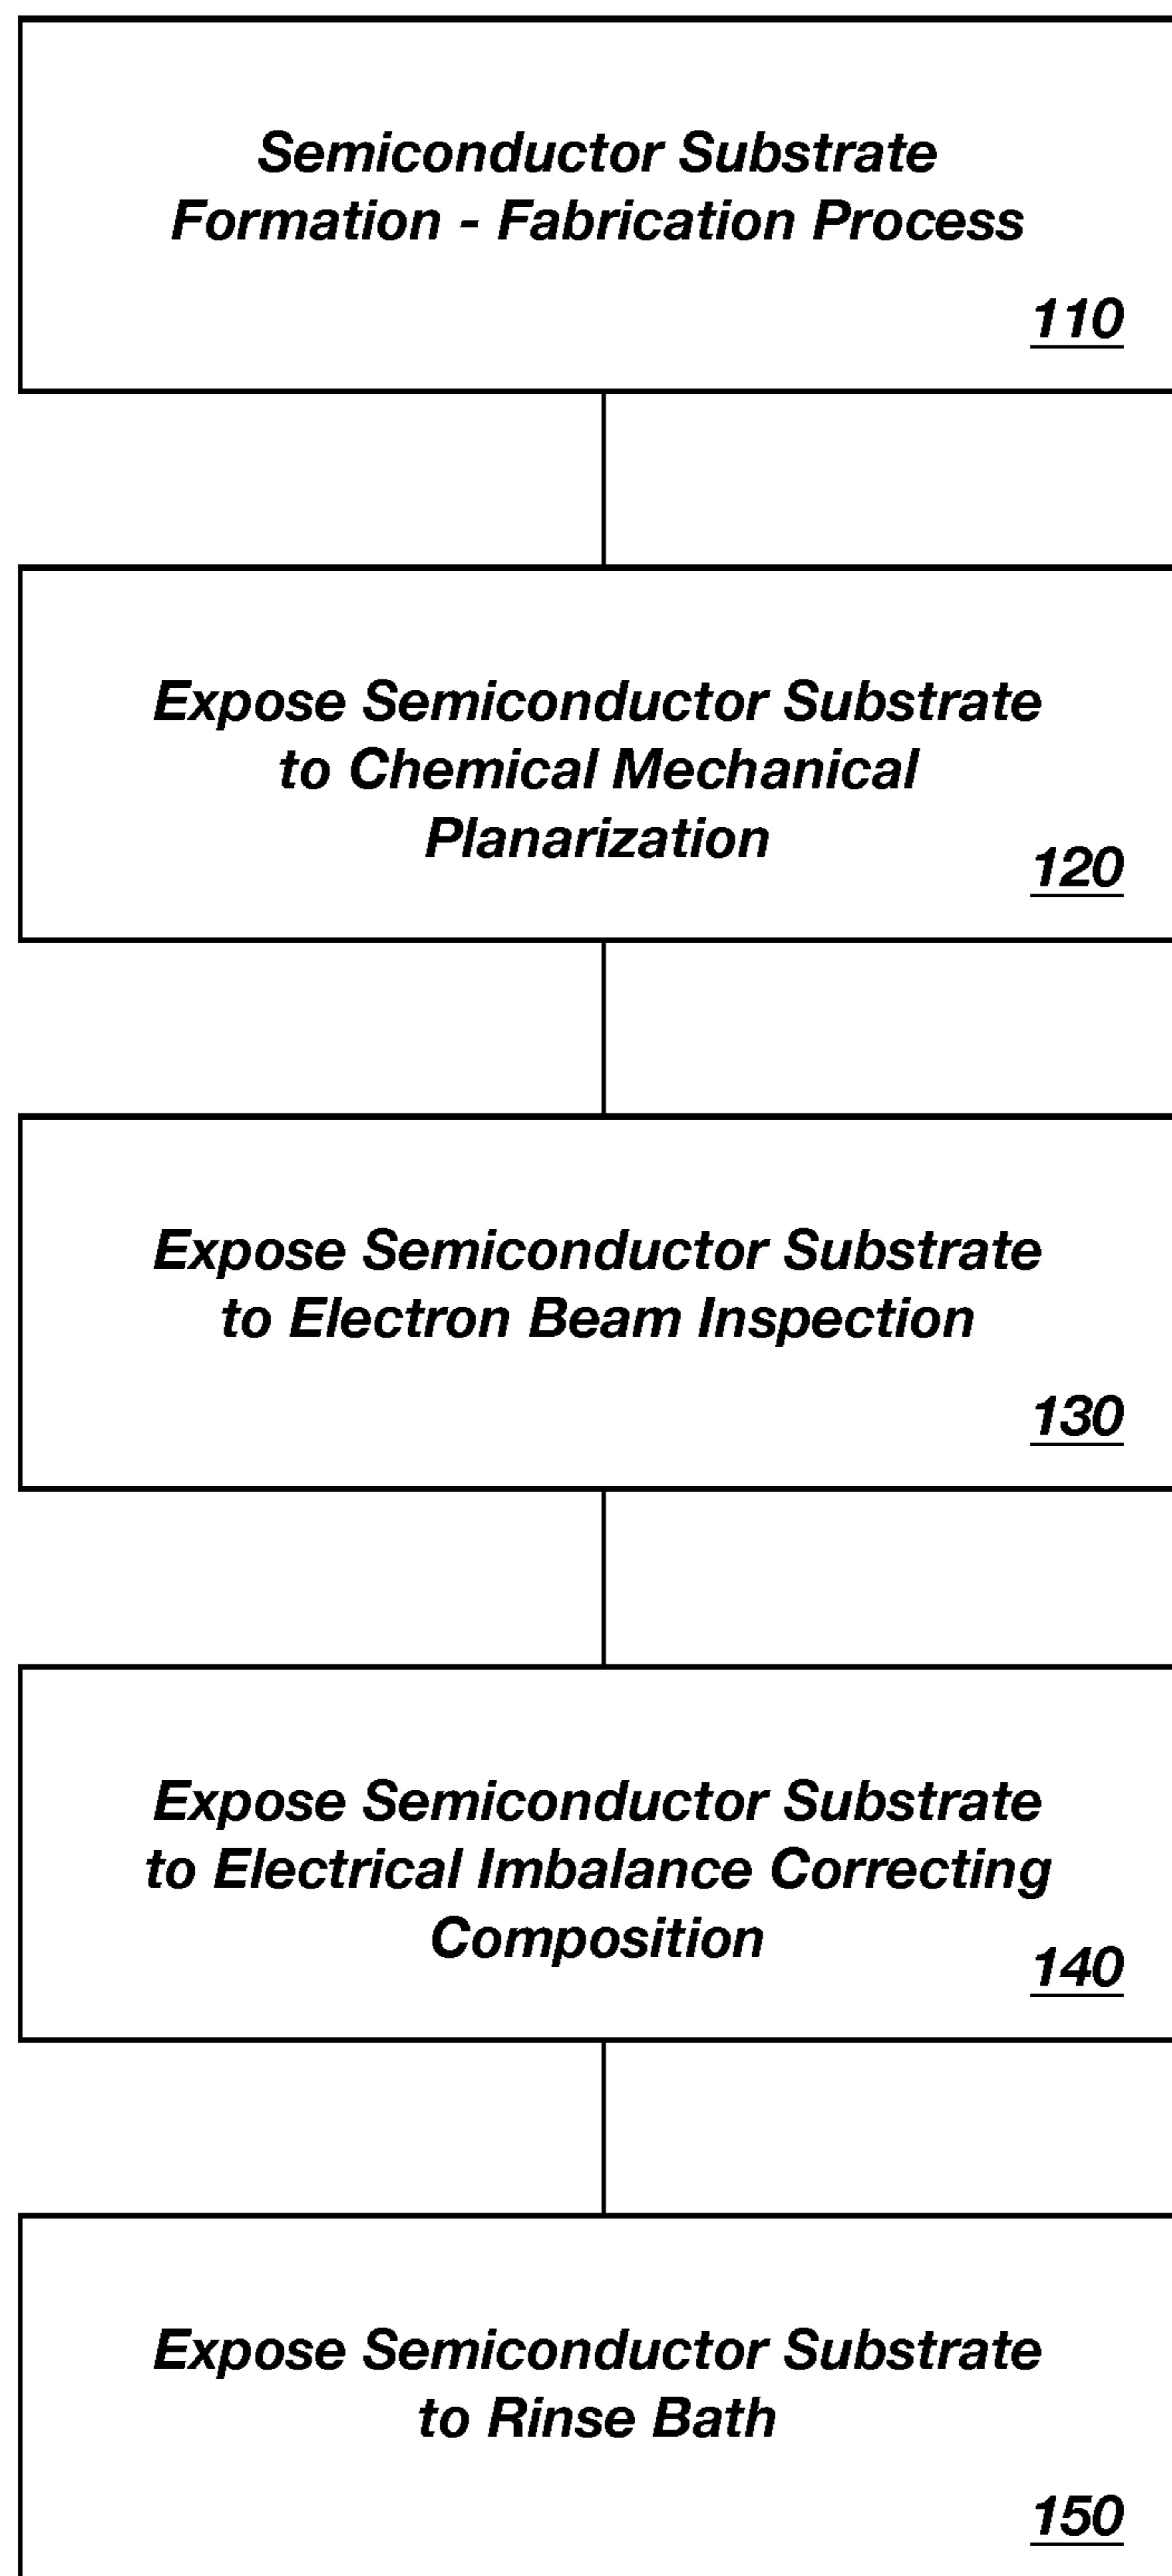 Semiconductor Substrate
Formation - Fabrication Process
110
Expose Semiconductor Substrate
to Chemical Mechanical
Planarization
120
Expose Semiconductor Substrate
to Electron Beam Inspection
130
Expose Semiconductor Substrate
to Electrical Imbalance Correcting
Composition
140
Expose Semiconductor Substrate
to Rinse Bath
150